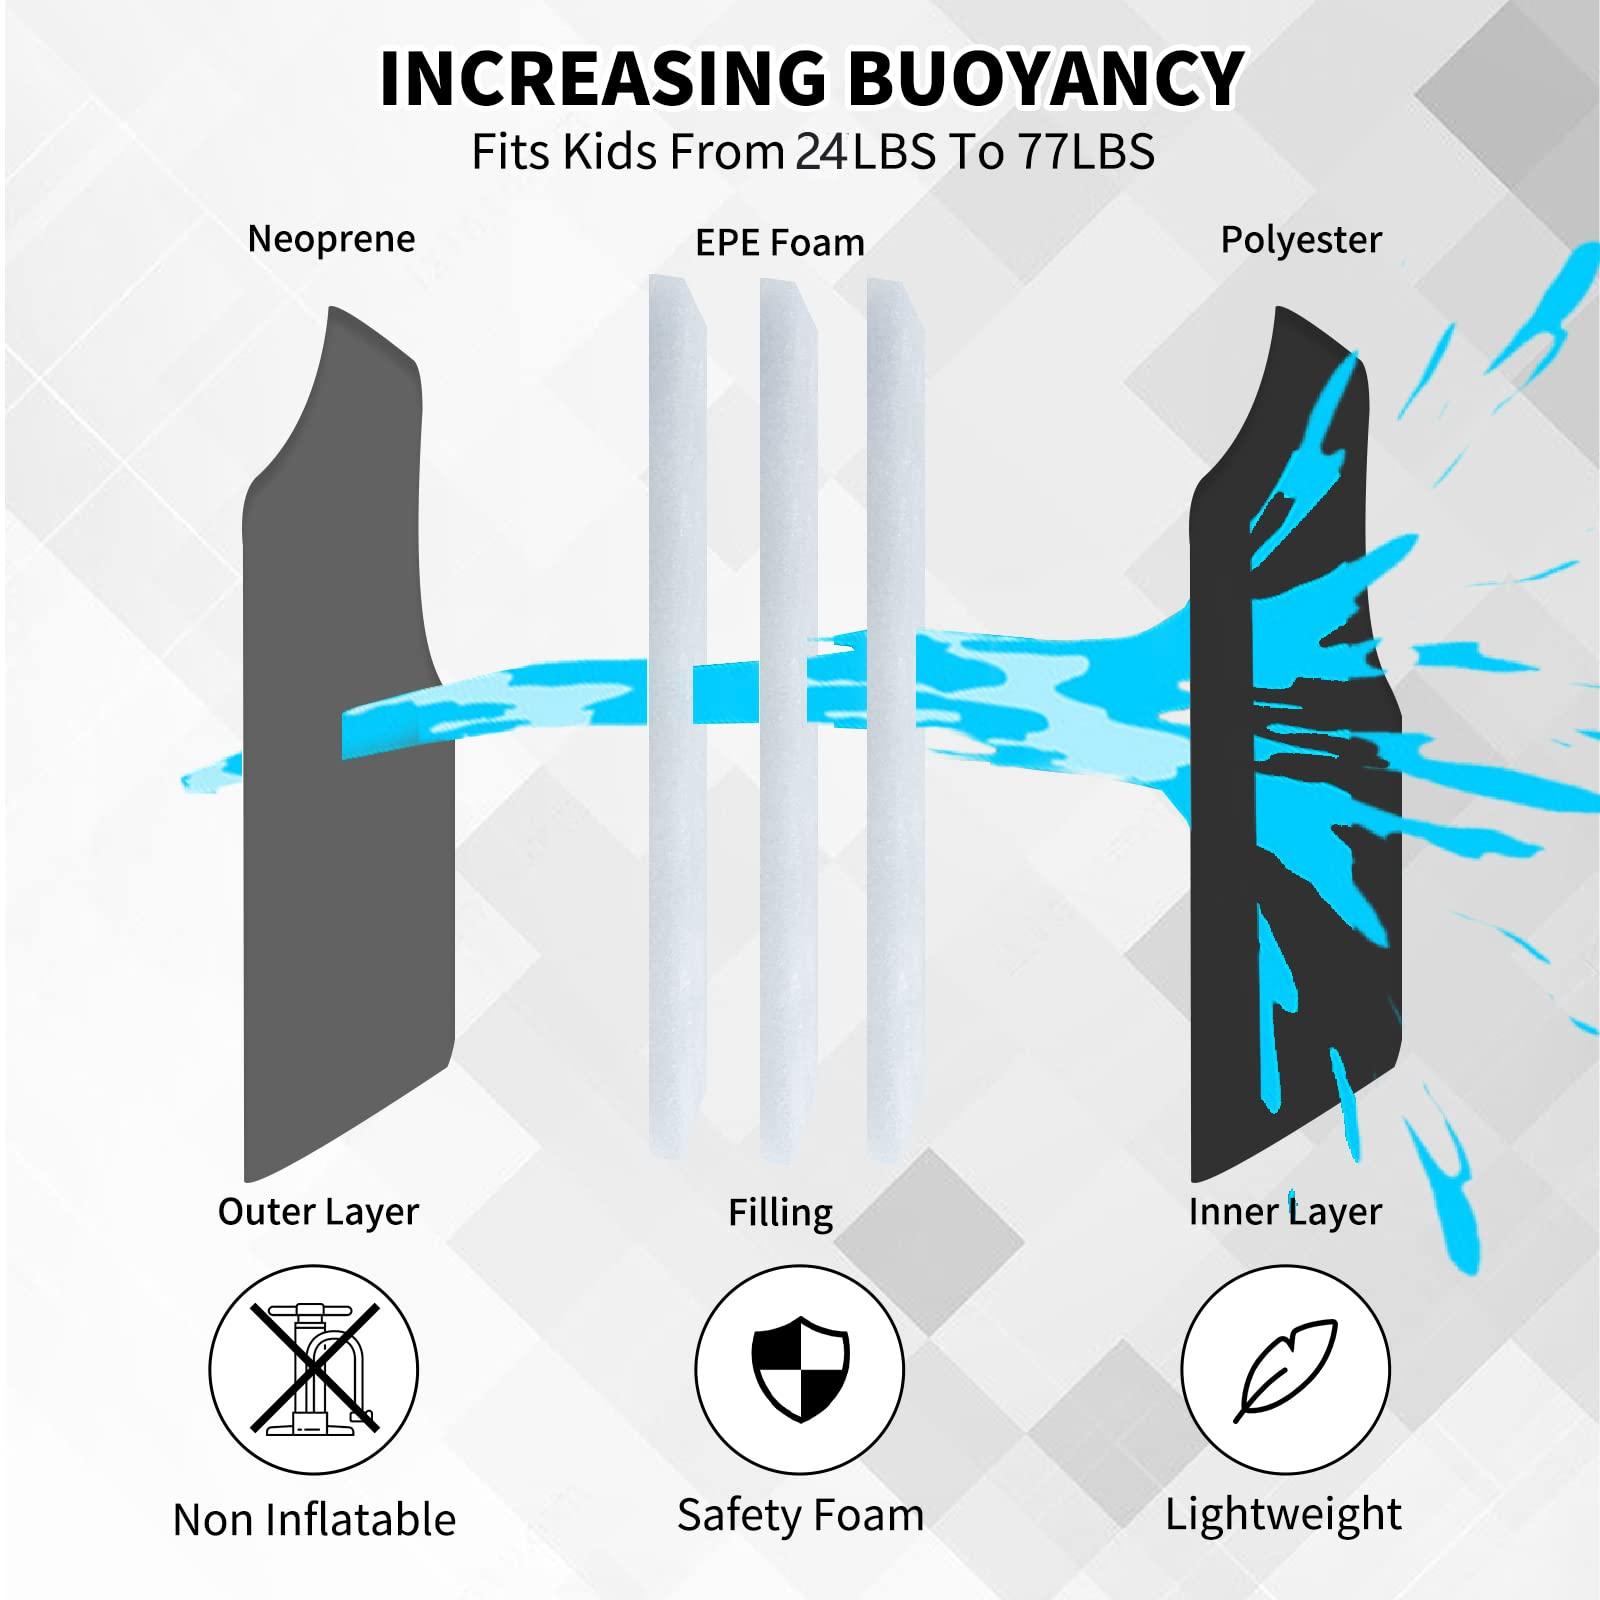 INCREASING BUOYANCY
Fits Kids From 24LBS To 77LBS
Neoprene
EPE Foam
Polyester
Outer Layer
Filling
Inner Layer
Non Inflatable
Safety Foam
Lightweight